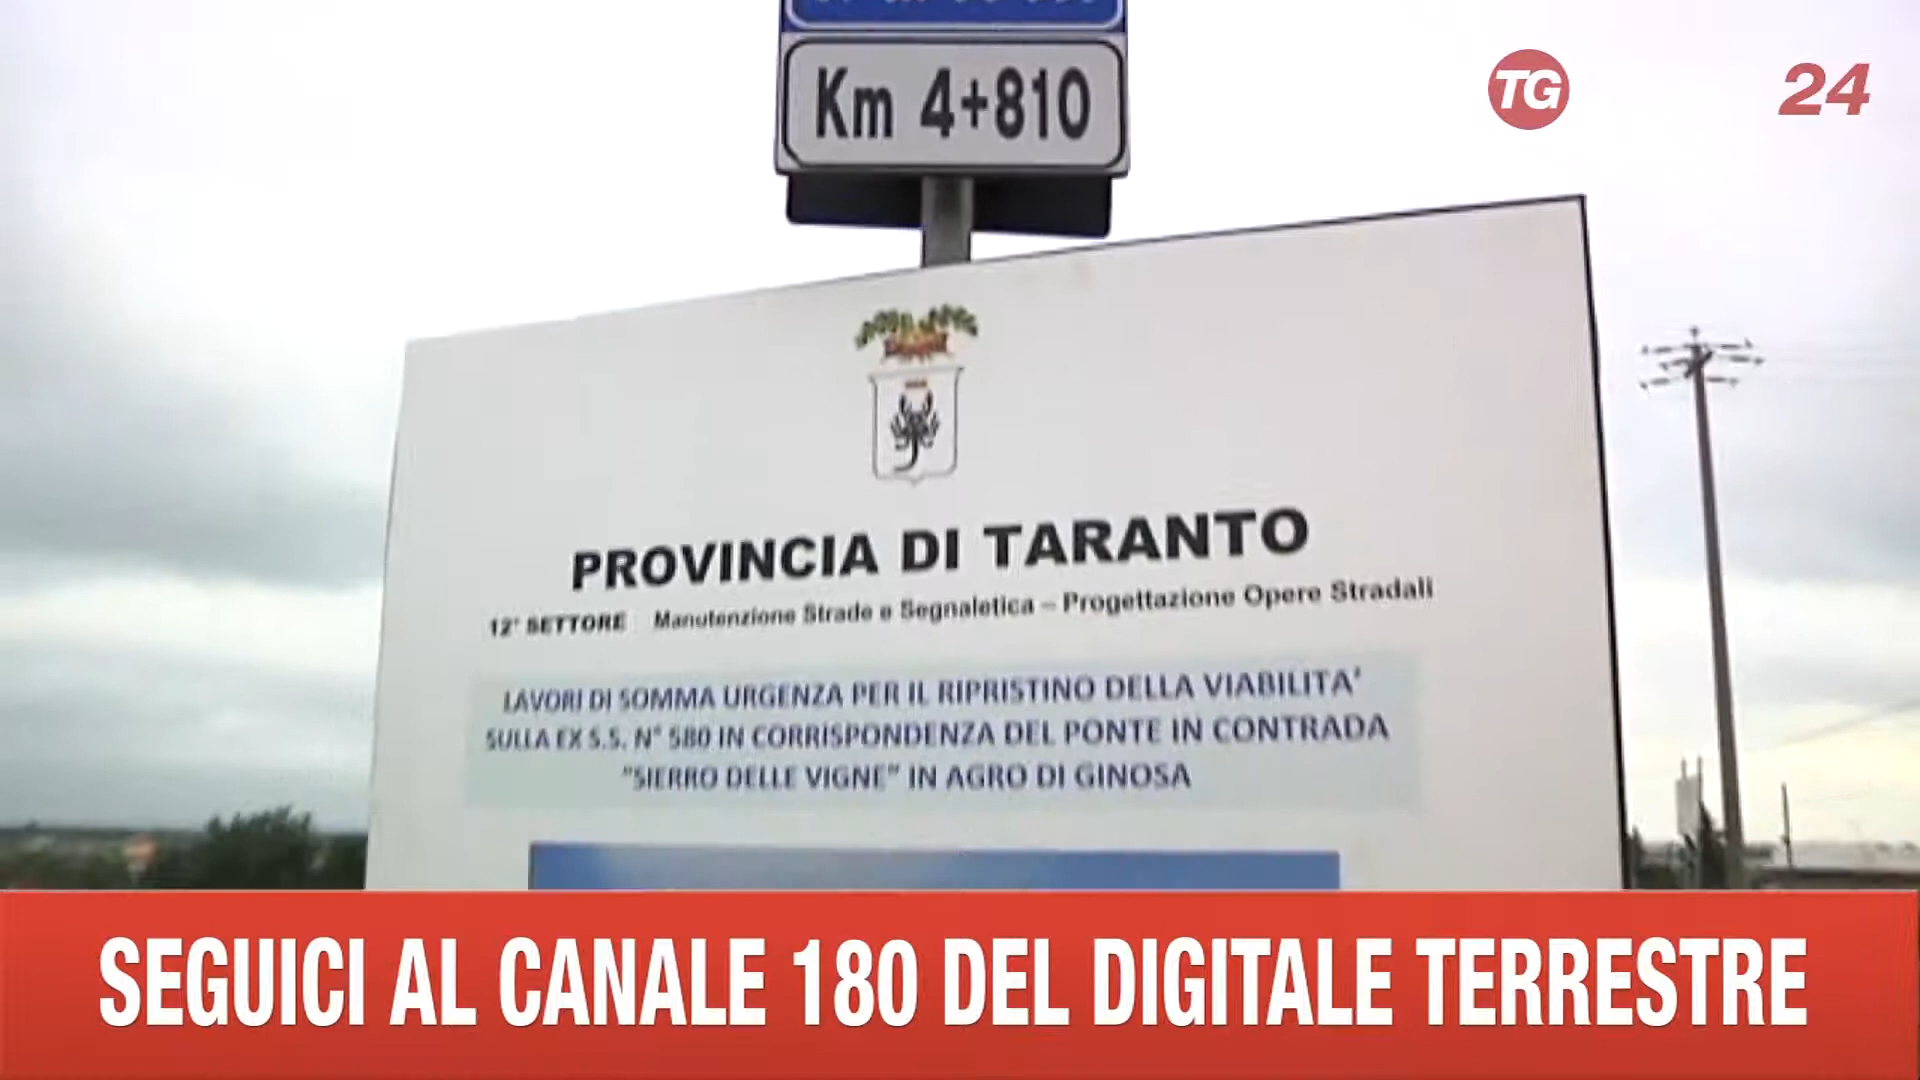 Km 4+810
TG 24
PROVINCIA DI TARANTO
12° SETTORE Manutenzione Strade e Segnaletica – Progettazione Opere Stradali
LAVORI DI SOMMA URGENZA PER IL RIPRISTINO DELLA VIABILITA'
SULLA EX S.S. N° 580 IN CORRISPONDENZA DEL PONTE IN CONTRADA
"SIERRO DELLE VIGNE" IN AGRO DI GINOSA
SEGUICI AL CANALE 180 DEL DIGITALE TERRESTRE